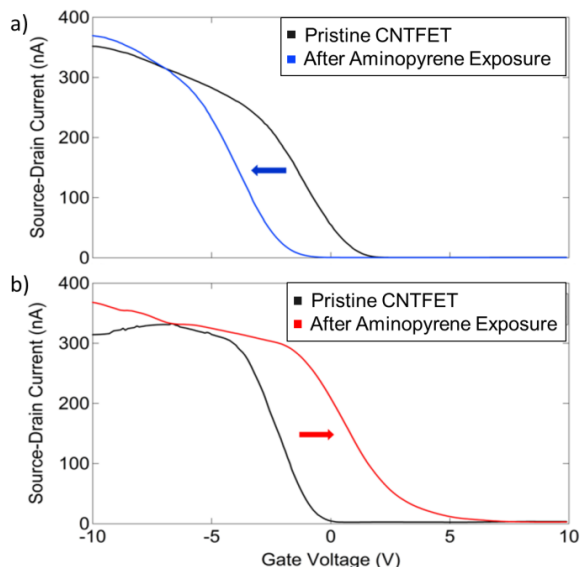 a)
Source-Drain Current (nA)
400
300
200
100
0
Pristine CNTFET
After Aminopyrene Exposure
b)
Source-Drain Current (nA)
400
300
200
100
0
Pristine CNTFET
After Aminopyrene Exposure
-10
-5
0
5
10
Gate Voltage (V)